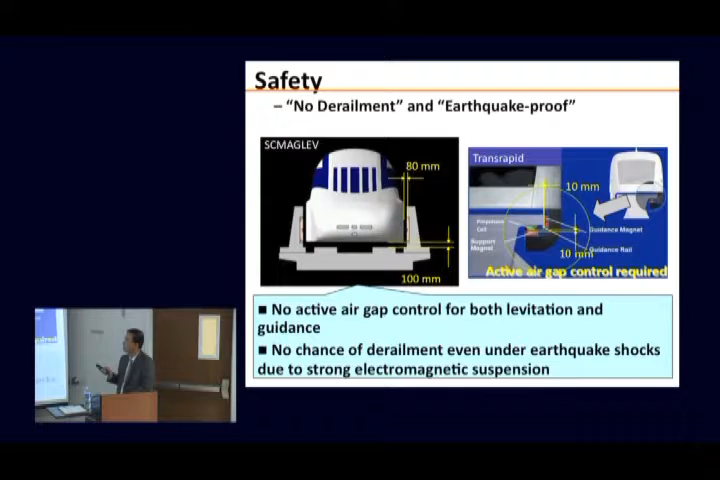 Safety
– “No Derailment” and “Earthquake-proof”
SCMAGLEV
80 mm
100 mm
Transrapid
10 mm
Propulsion
Coil
Guidance Magnet
Support
Magnet
Guidance Rail
10 mm
Active air gap control required
■ No active air gap control for both levitation and
guidance
■ No chance of derailment even under earthquake shocks
due to strong electromagnetic suspension